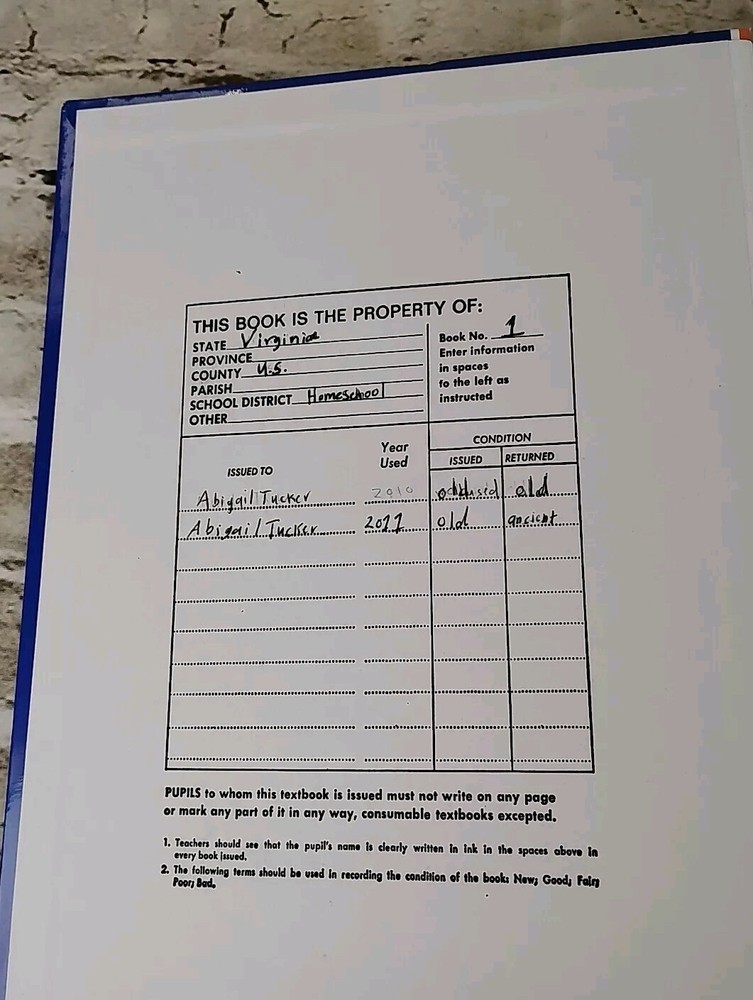 THIS BOOK IS THE PROPERTY OF:
STATE Virginia
PROVINCE
COUNTY U.S.
PARISH
SCHOOL DISTRICT Homeschool
OTHER
Book No. 1
Enter information
in spaces
to the left as
instructed
ISSUED TO
Year
Used
CONDITION
ISSUED RETURNED
Abigail Tucker 2010 old
Abigail Tucker 2011 old ancient
PUPILS to whom this textbook is issued must not write on any page
or mark any part of it in any way, consumable textbooks excepted.
1. Teachers should see that the pupil's name is clearly written in ink in the spaces above in
every book issued.
2. The following terms should be used in recording the condition of the book: New; Good; Fair;
Poor; Bad.